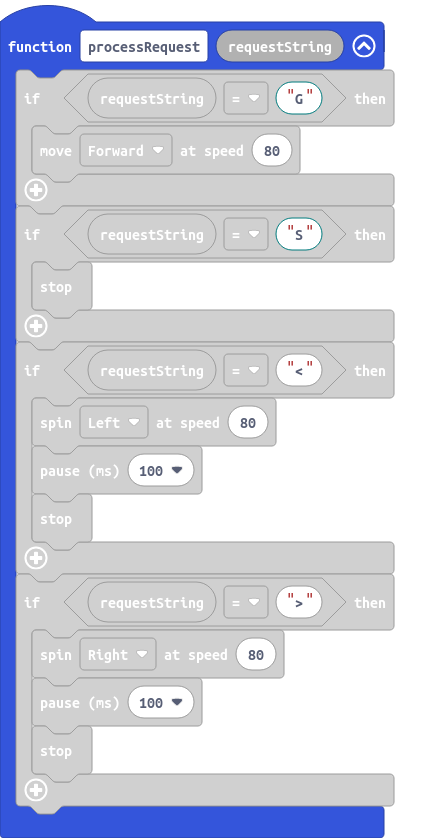 function processRequest requestString
if requestString = "G" then
move Forward at speed 80
if requestString = "S" then
stop
if requestString = "<" then
spin Left at speed 80
pause (ms) 100
stop
if requestString = ">" then
spin Right at speed 80
pause (ms) 100
stop